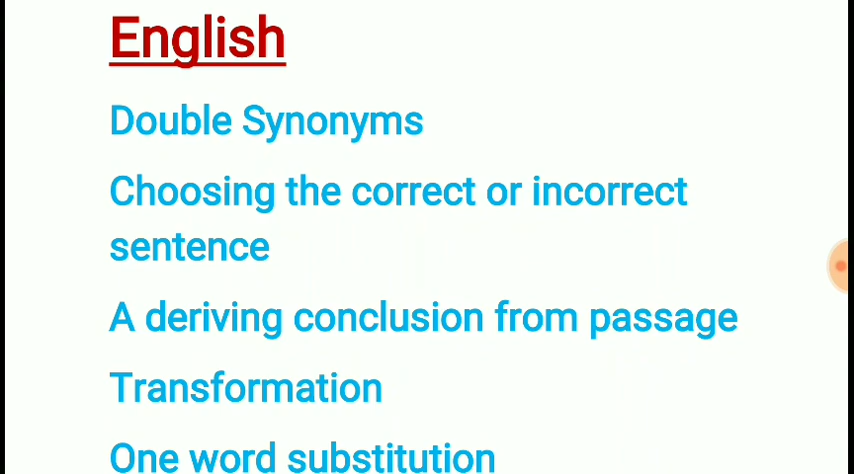 English
Double Synonyms
Choosing the correct or incorrect
sentence
A deriving conclusion from passage
Transformation
One word substitution